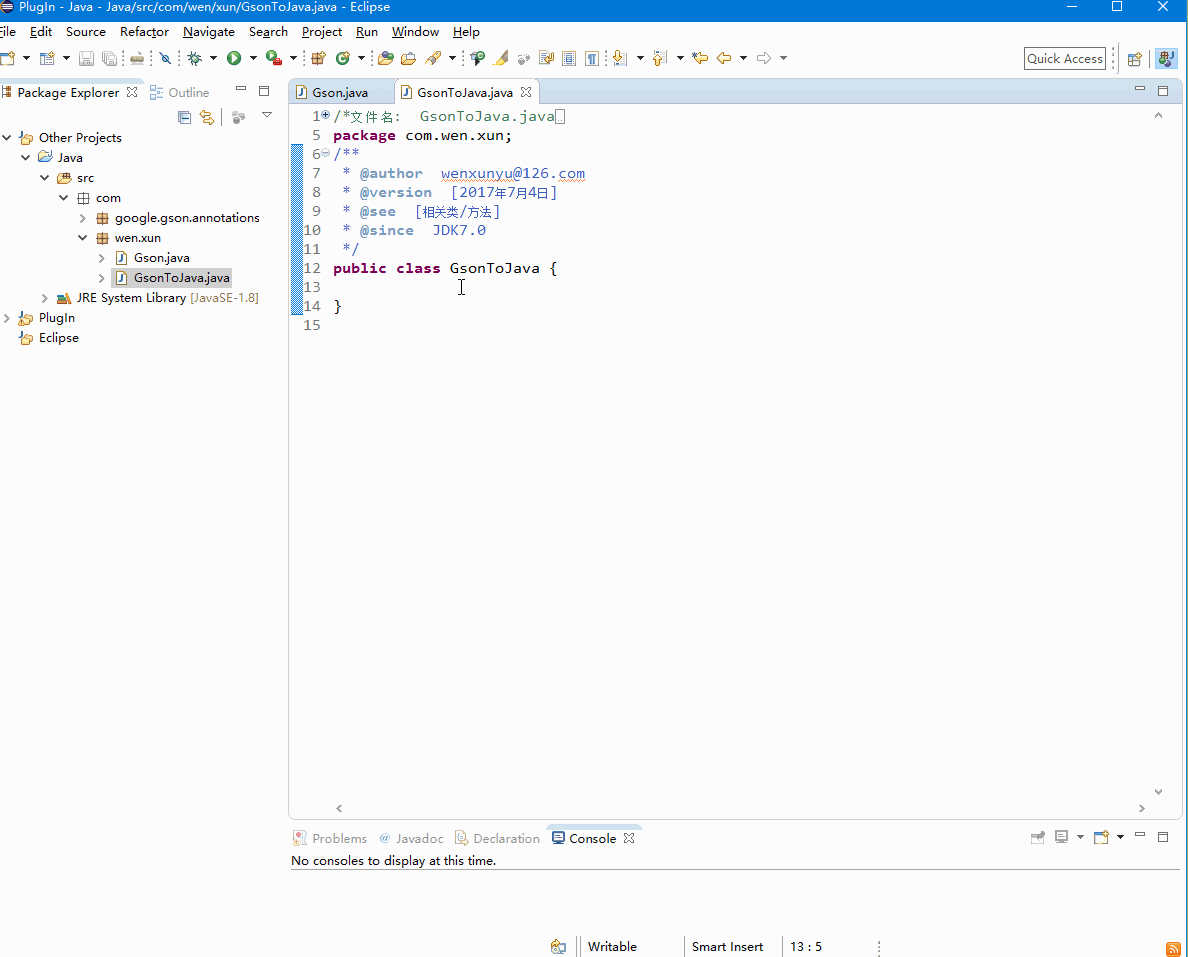 PlugIn - Java - Java/src/com/wen/xun/GsonToJava.java - Eclipse
File Edit Source Refactor Navigate Search Project Run Window Help
Quick Access
Package Explorer Outline
Gson.java GsonToJava.java
Other Projects
Java
src
com
google.gson.annotations
wen.xun
Gson.java
GsonToJava.java
JRE System Library [JavaSE-1.8]
PlugIn
Eclipse
1 /*文件名: GsonToJava.java
5 package com.wen.xun;
6 /**
7 * @author wenxunyu@126.com
8 * @version [2017年7月4日]
9 * @see [相关类/方法]
10 * @since JDK7.0
11 */
12 public class GsonToJava {
13
14 }
15
Problems @ Javadoc Declaration Console
No consoles to display at this time.
Writable Smart Insert 13 : 5